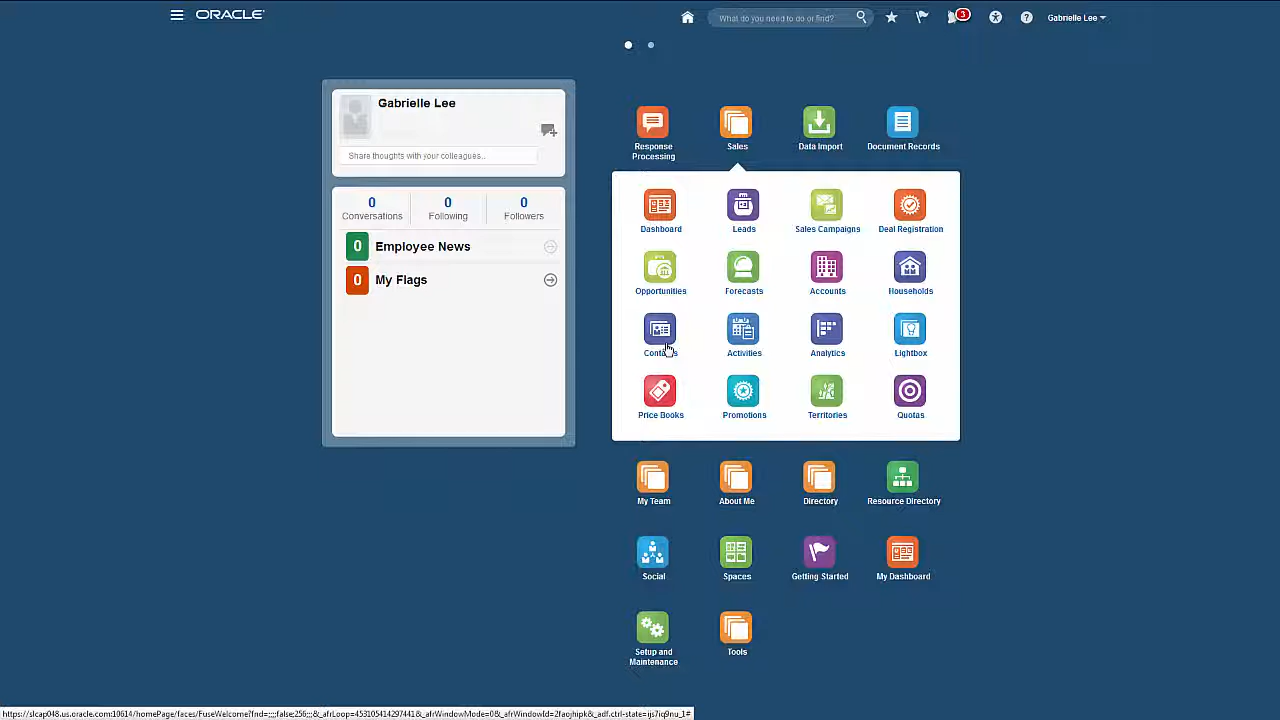 ORACLE
What do you need to do or find?
3
Gabrielle Lee
Gabrielle Lee
Share thoughts with your colleagues...
0 Conversations
0 Following
0 Followers
0 Employee News
0 My Flags
Response
Processing
Sales
Data Import
Document Records
Dashboard
Leads
Sales Campaigns
Deal Registration
Opportunities
Forecasts
Accounts
Households
Contacts
Activities
Analytics
Lightbox
Price Books
Promotions
Territories
Quotas
My Team
About Me
Directory
Resource Directory
Social
Spaces
Getting Started
My Dashboard
Setup and
Maintenance
Tools